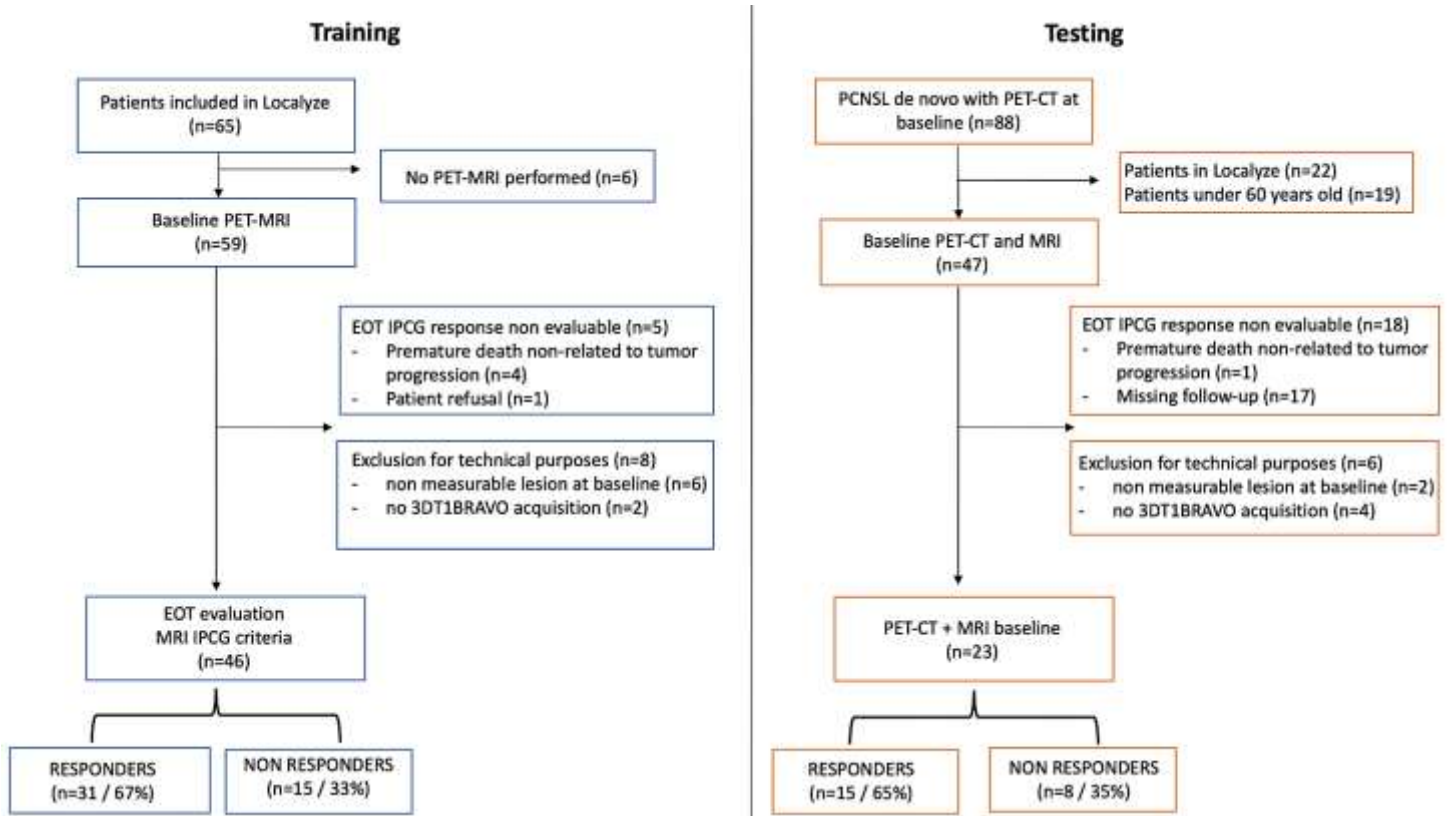 Training
Patients included in Localyze
(n=65)
No PET-MRI performed (n=6)
Baseline PET-MRI
(n=59)
EOT IPCG response non evaluable (n=5)
- Premature death non-related to tumor
progression (n=4)
- Patient refusal (n=1)
Exclusion for technical purposes (n=8)
- non measurable lesion at baseline (n=6)
- no 3DT1BRAVO acquisition (n=2)
EOT evaluation
MRI IPCG criteria
(n=46)
RESPONDERS
(n=31 / 67%)
NON RESPONDERS
(n=15 / 33%)
Testing
PCNSL de novo with PET-CT at
baseline (n=88)
Patients in Localyze (n=22)
Patients under 60 years old (n=19)
Baseline PET-CT and MRI
(n=47)
EOT IPCG response non evaluable (n=18)
- Premature death non-related to tumor
progression (n=1)
- Missing follow-up (n=17)
Exclusion for technical purposes (n=6)
- non measurable lesion at baseline (n=2)
- no 3DT1BRAVO acquisition (n=4)
PET-CT + MRI baseline
(n=23)
RESPONDERS
(n=15 / 65%)
NON RESPONDERS
(n=8 / 35%)